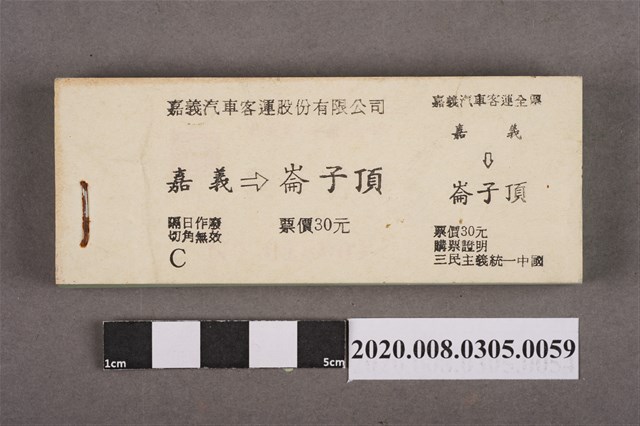 嘉義汽車客運股份有限公司
嘉義⇨崙子頂
隔日作廢
切角無效
票價30元
C
嘉義汽車客運全票
嘉義
⇩
崙子頂
票價30元
購票證明
三民主義統一中國
1cm
5cm
2020.008.0305.0059